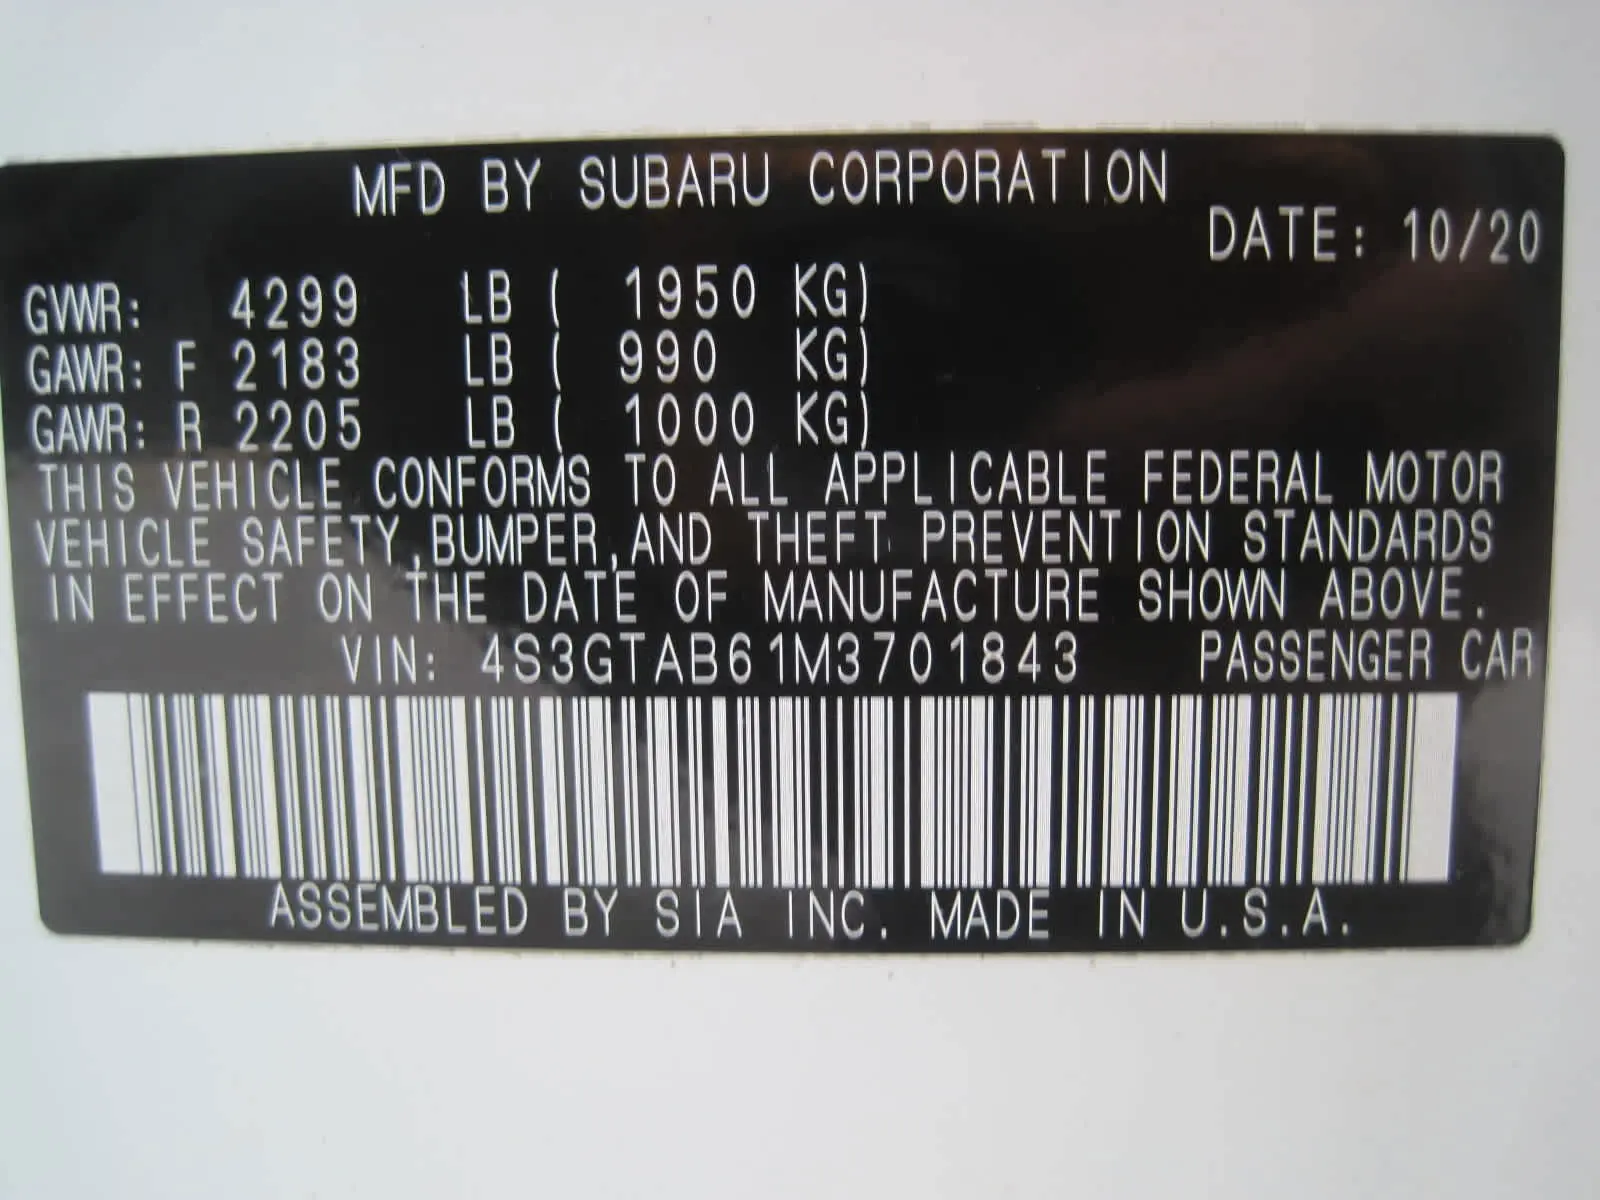 MFD BY SUBARU CORPORATION
DATE: 10/20
GVWR: 4299 LB ( 1950 KG)
GAWR: F 2183 LB ( 990 KG)
GAWR: R 2205 LB ( 1000 KG)
THIS VEHICLE CONFORMS TO ALL APPLICABLE FEDERAL MOTOR
VEHICLE SAFETY,BUMPER,AND THEFT PREVENTION STANDARDS
IN EFFECT ON THE DATE OF MANUFACTURE SHOWN ABOVE.
VIN: 4S3GTAB61M3701843 PASSENGER CAR
ASSEMBLED BY SIA INC. MADE IN U.S.A.